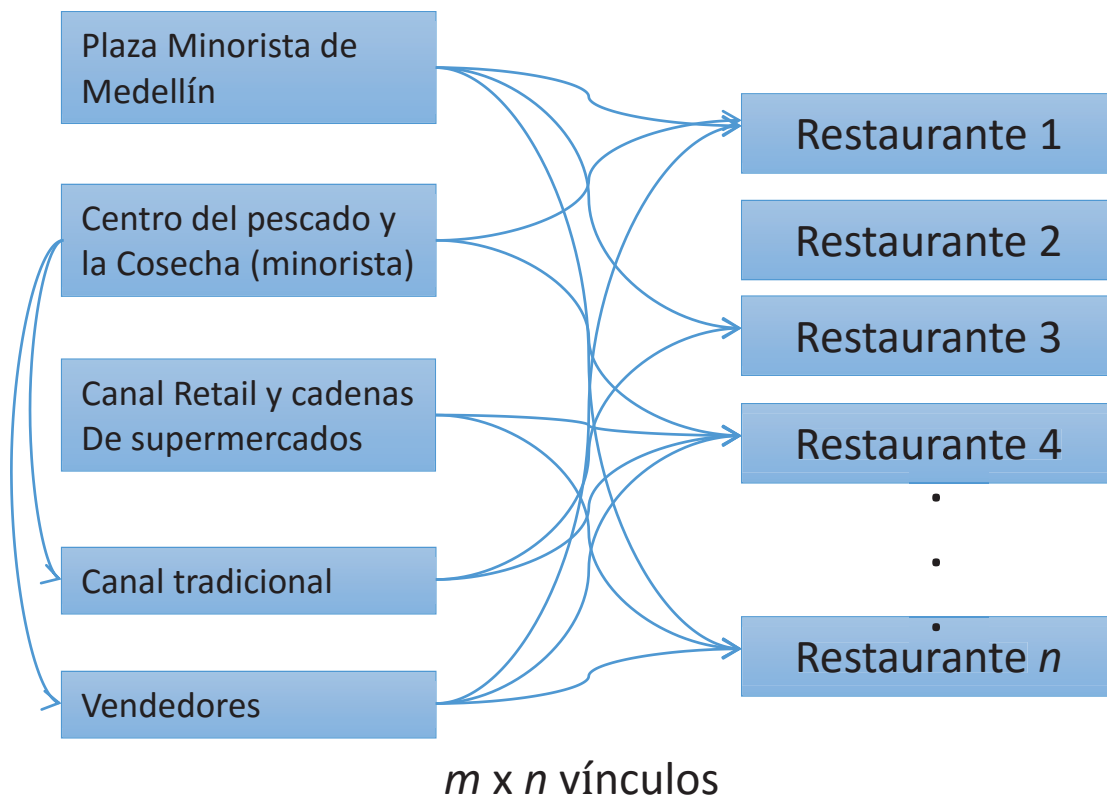 Plaza Minorista de
Medellín
Centro del pescado y
la Cosecha (minorista)
Canal Retail y cadenas
De supermercados
Canal tradicional
Vendedores
Restaurante 1
Restaurante 2
Restaurante 3
Restaurante 4
.
.
.
Restaurante n
m x n vínculos